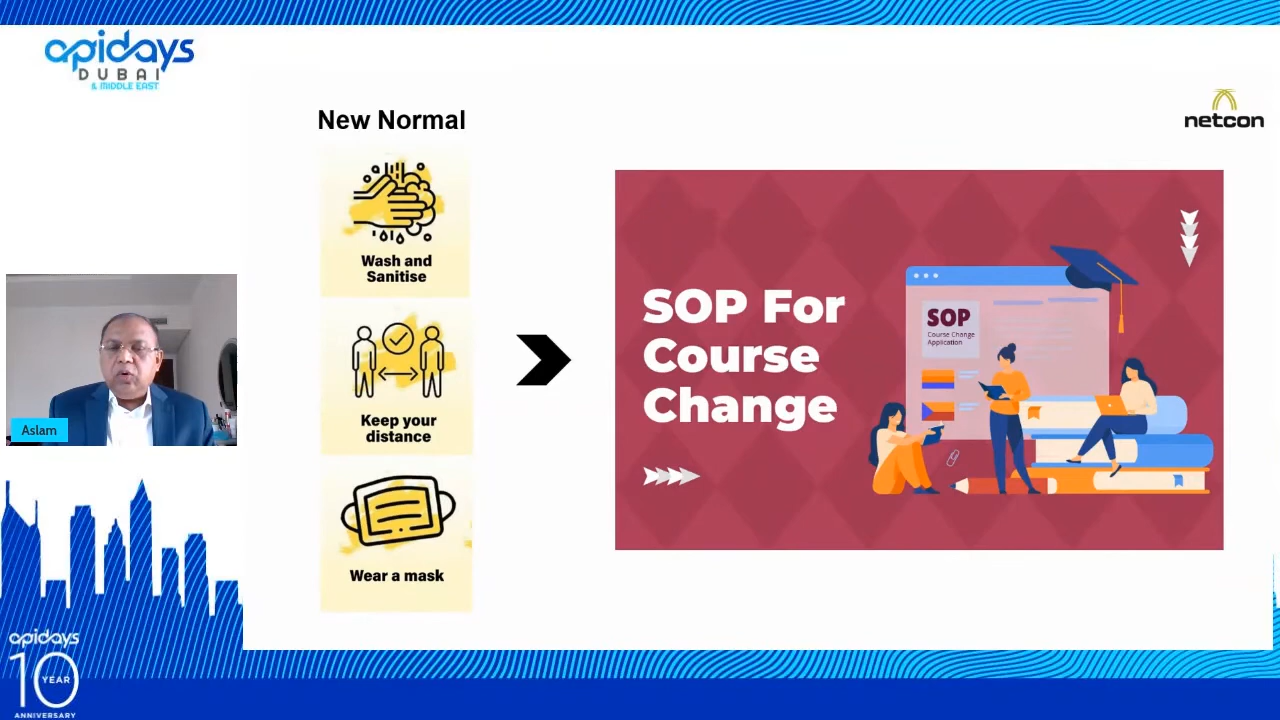 apidays
DUBAI
& MIDDLE EAST
New Normal
netcon
Wash and
Sanitise
Keep your
distance
Wear a mask
SOP For
Course
Change
SOP
Course Change
Application
Aslam
apidays
10
YEAR
ANNIVERSARY